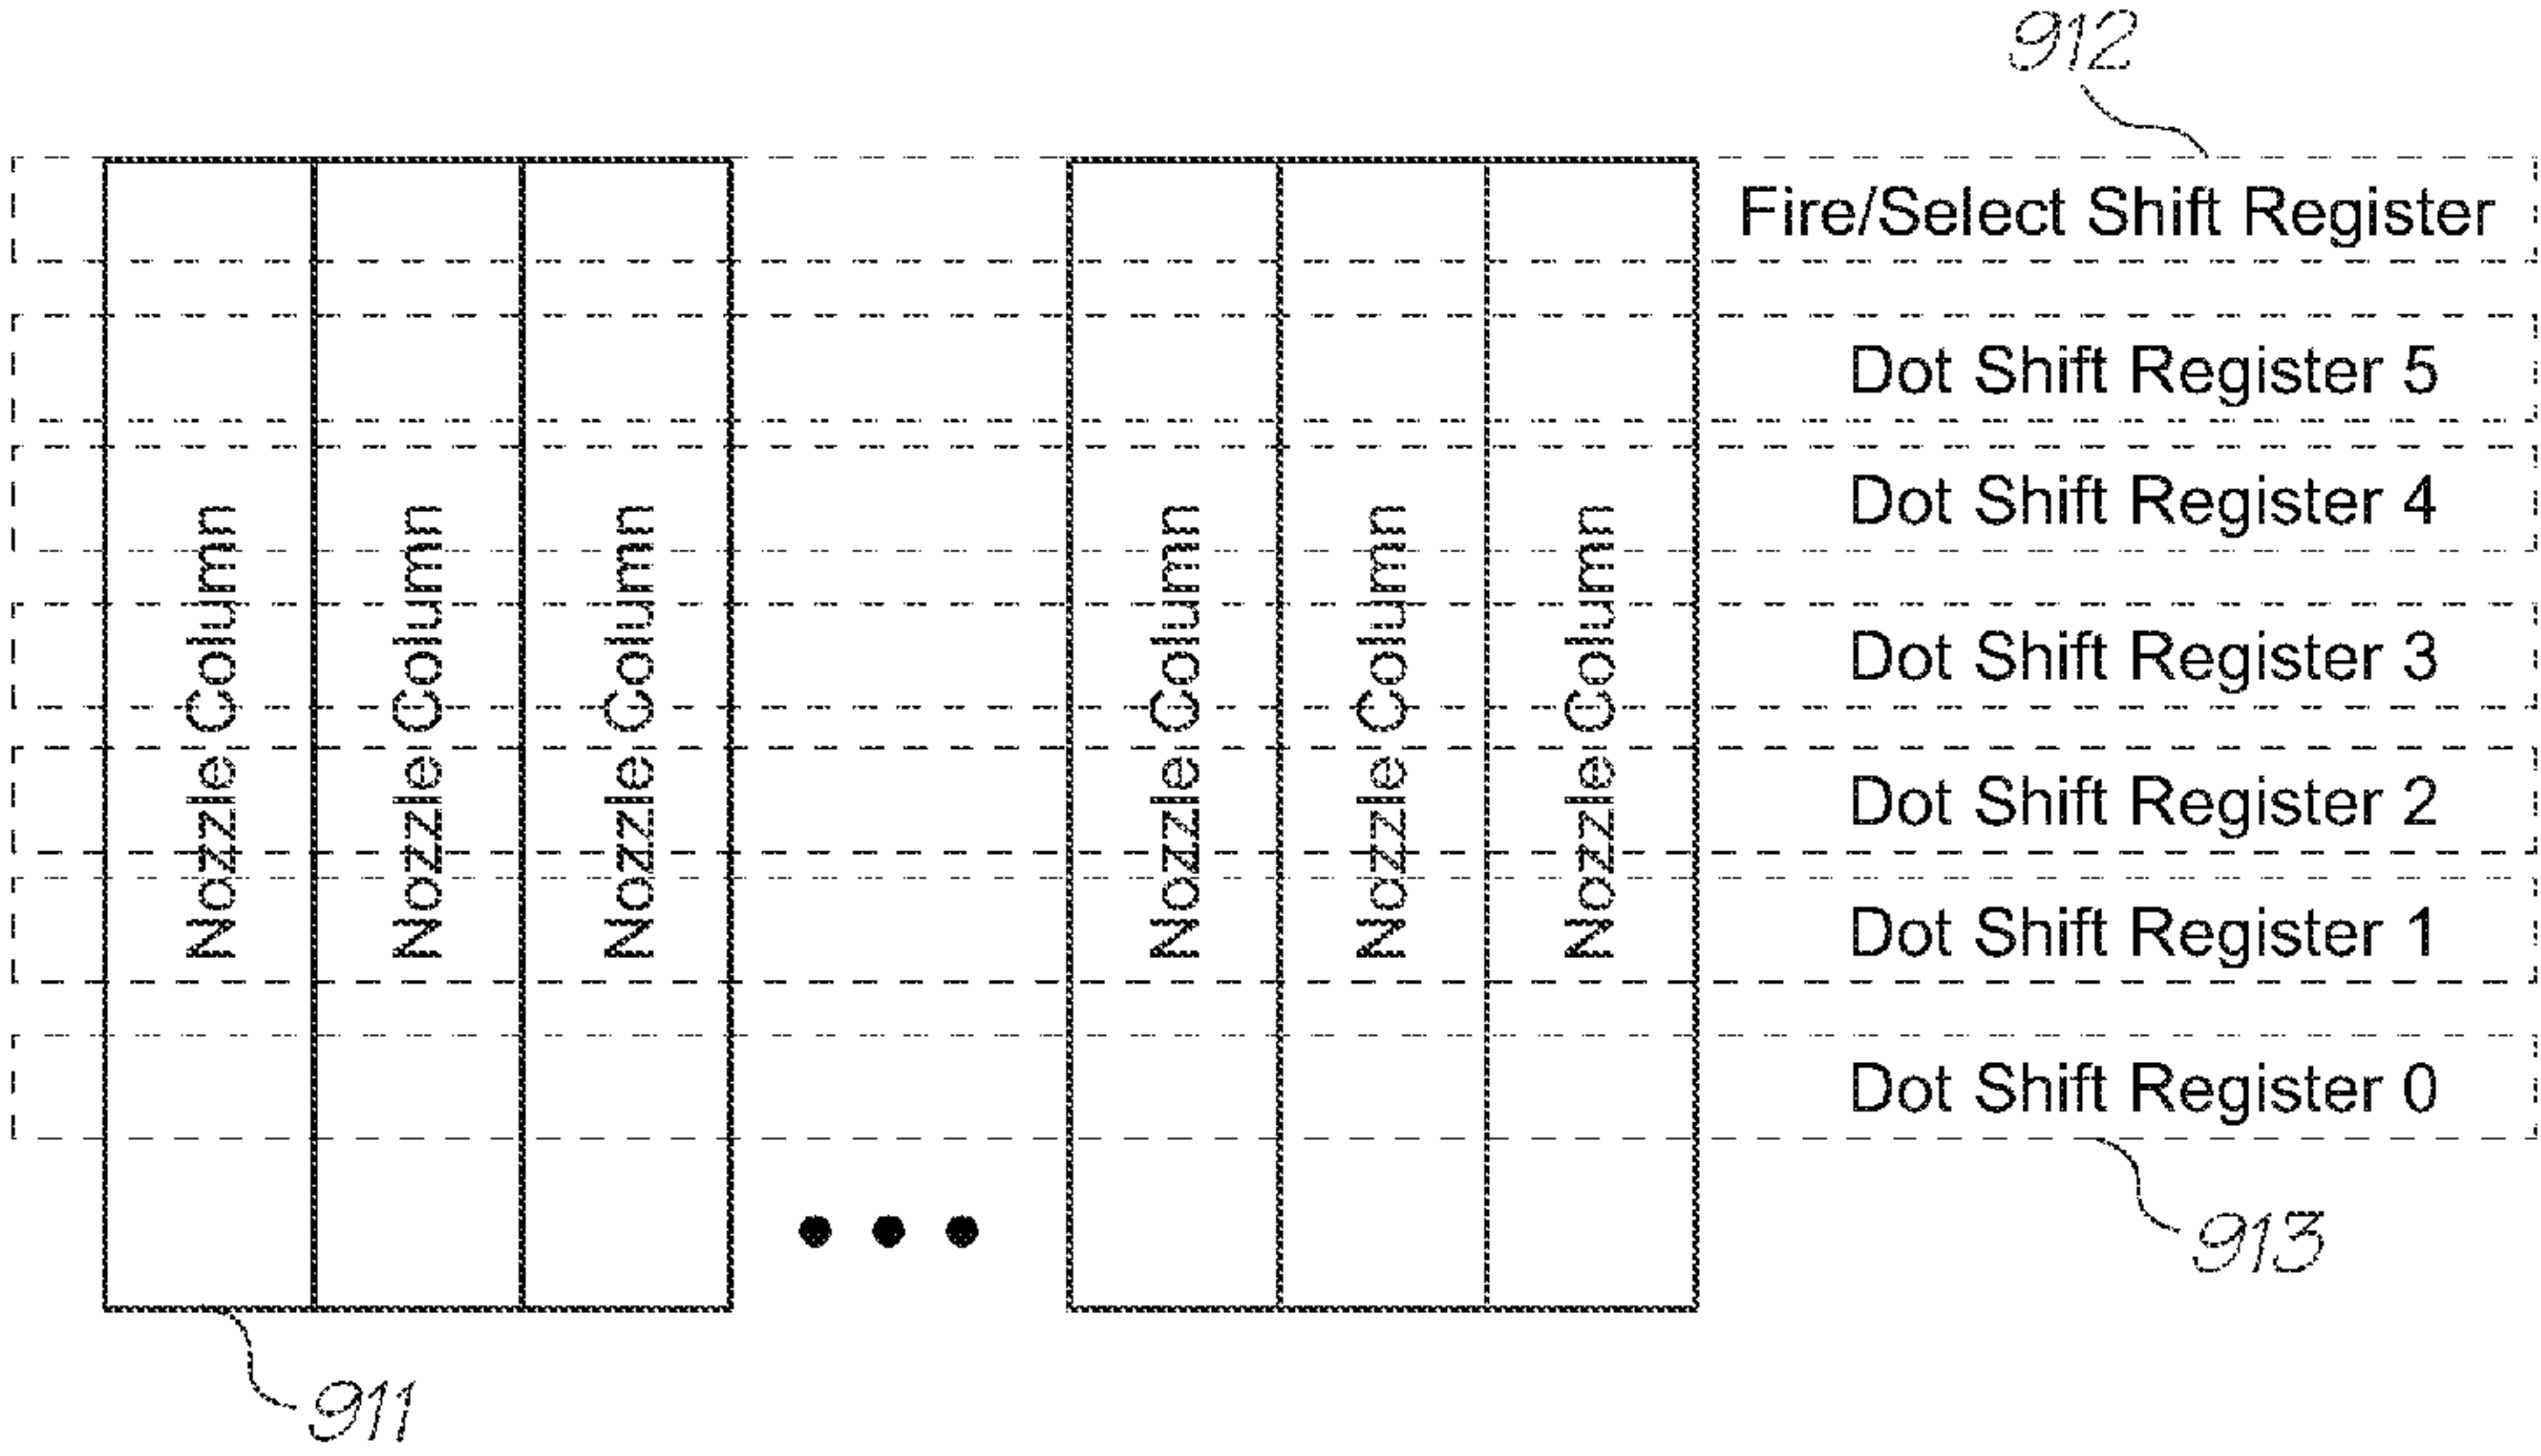 912
Fire/Select Shift Register
Dot Shift Register 5
Dot Shift Register 4
Dot Shift Register 3
Dot Shift Register 2
Dot Shift Register 1
Dot Shift Register 0
Nozzle Column
Nozzle Column
Nozzle Column
Nozzle Column
Nozzle Column
Nozzle Column
913
911